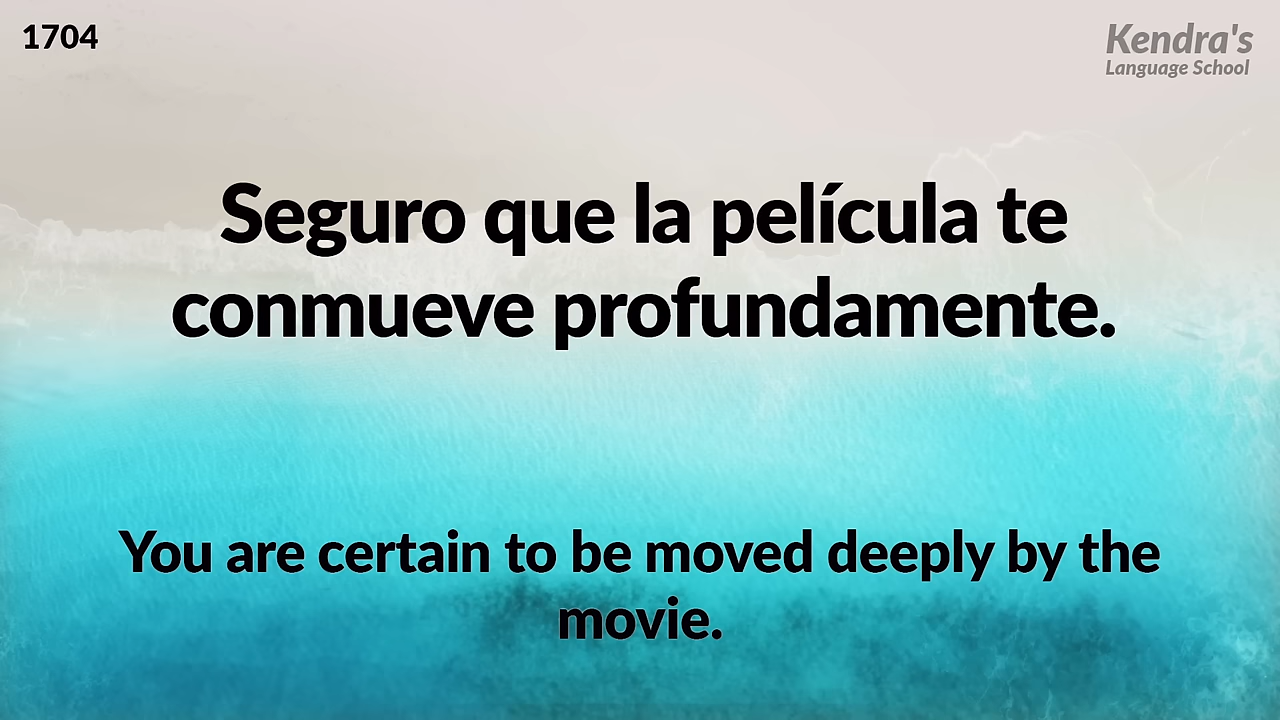 1704
Kendra's
Language School
Seguro que la película te
conmueve profundamente.
You are certain to be moved deeply by the
movie.